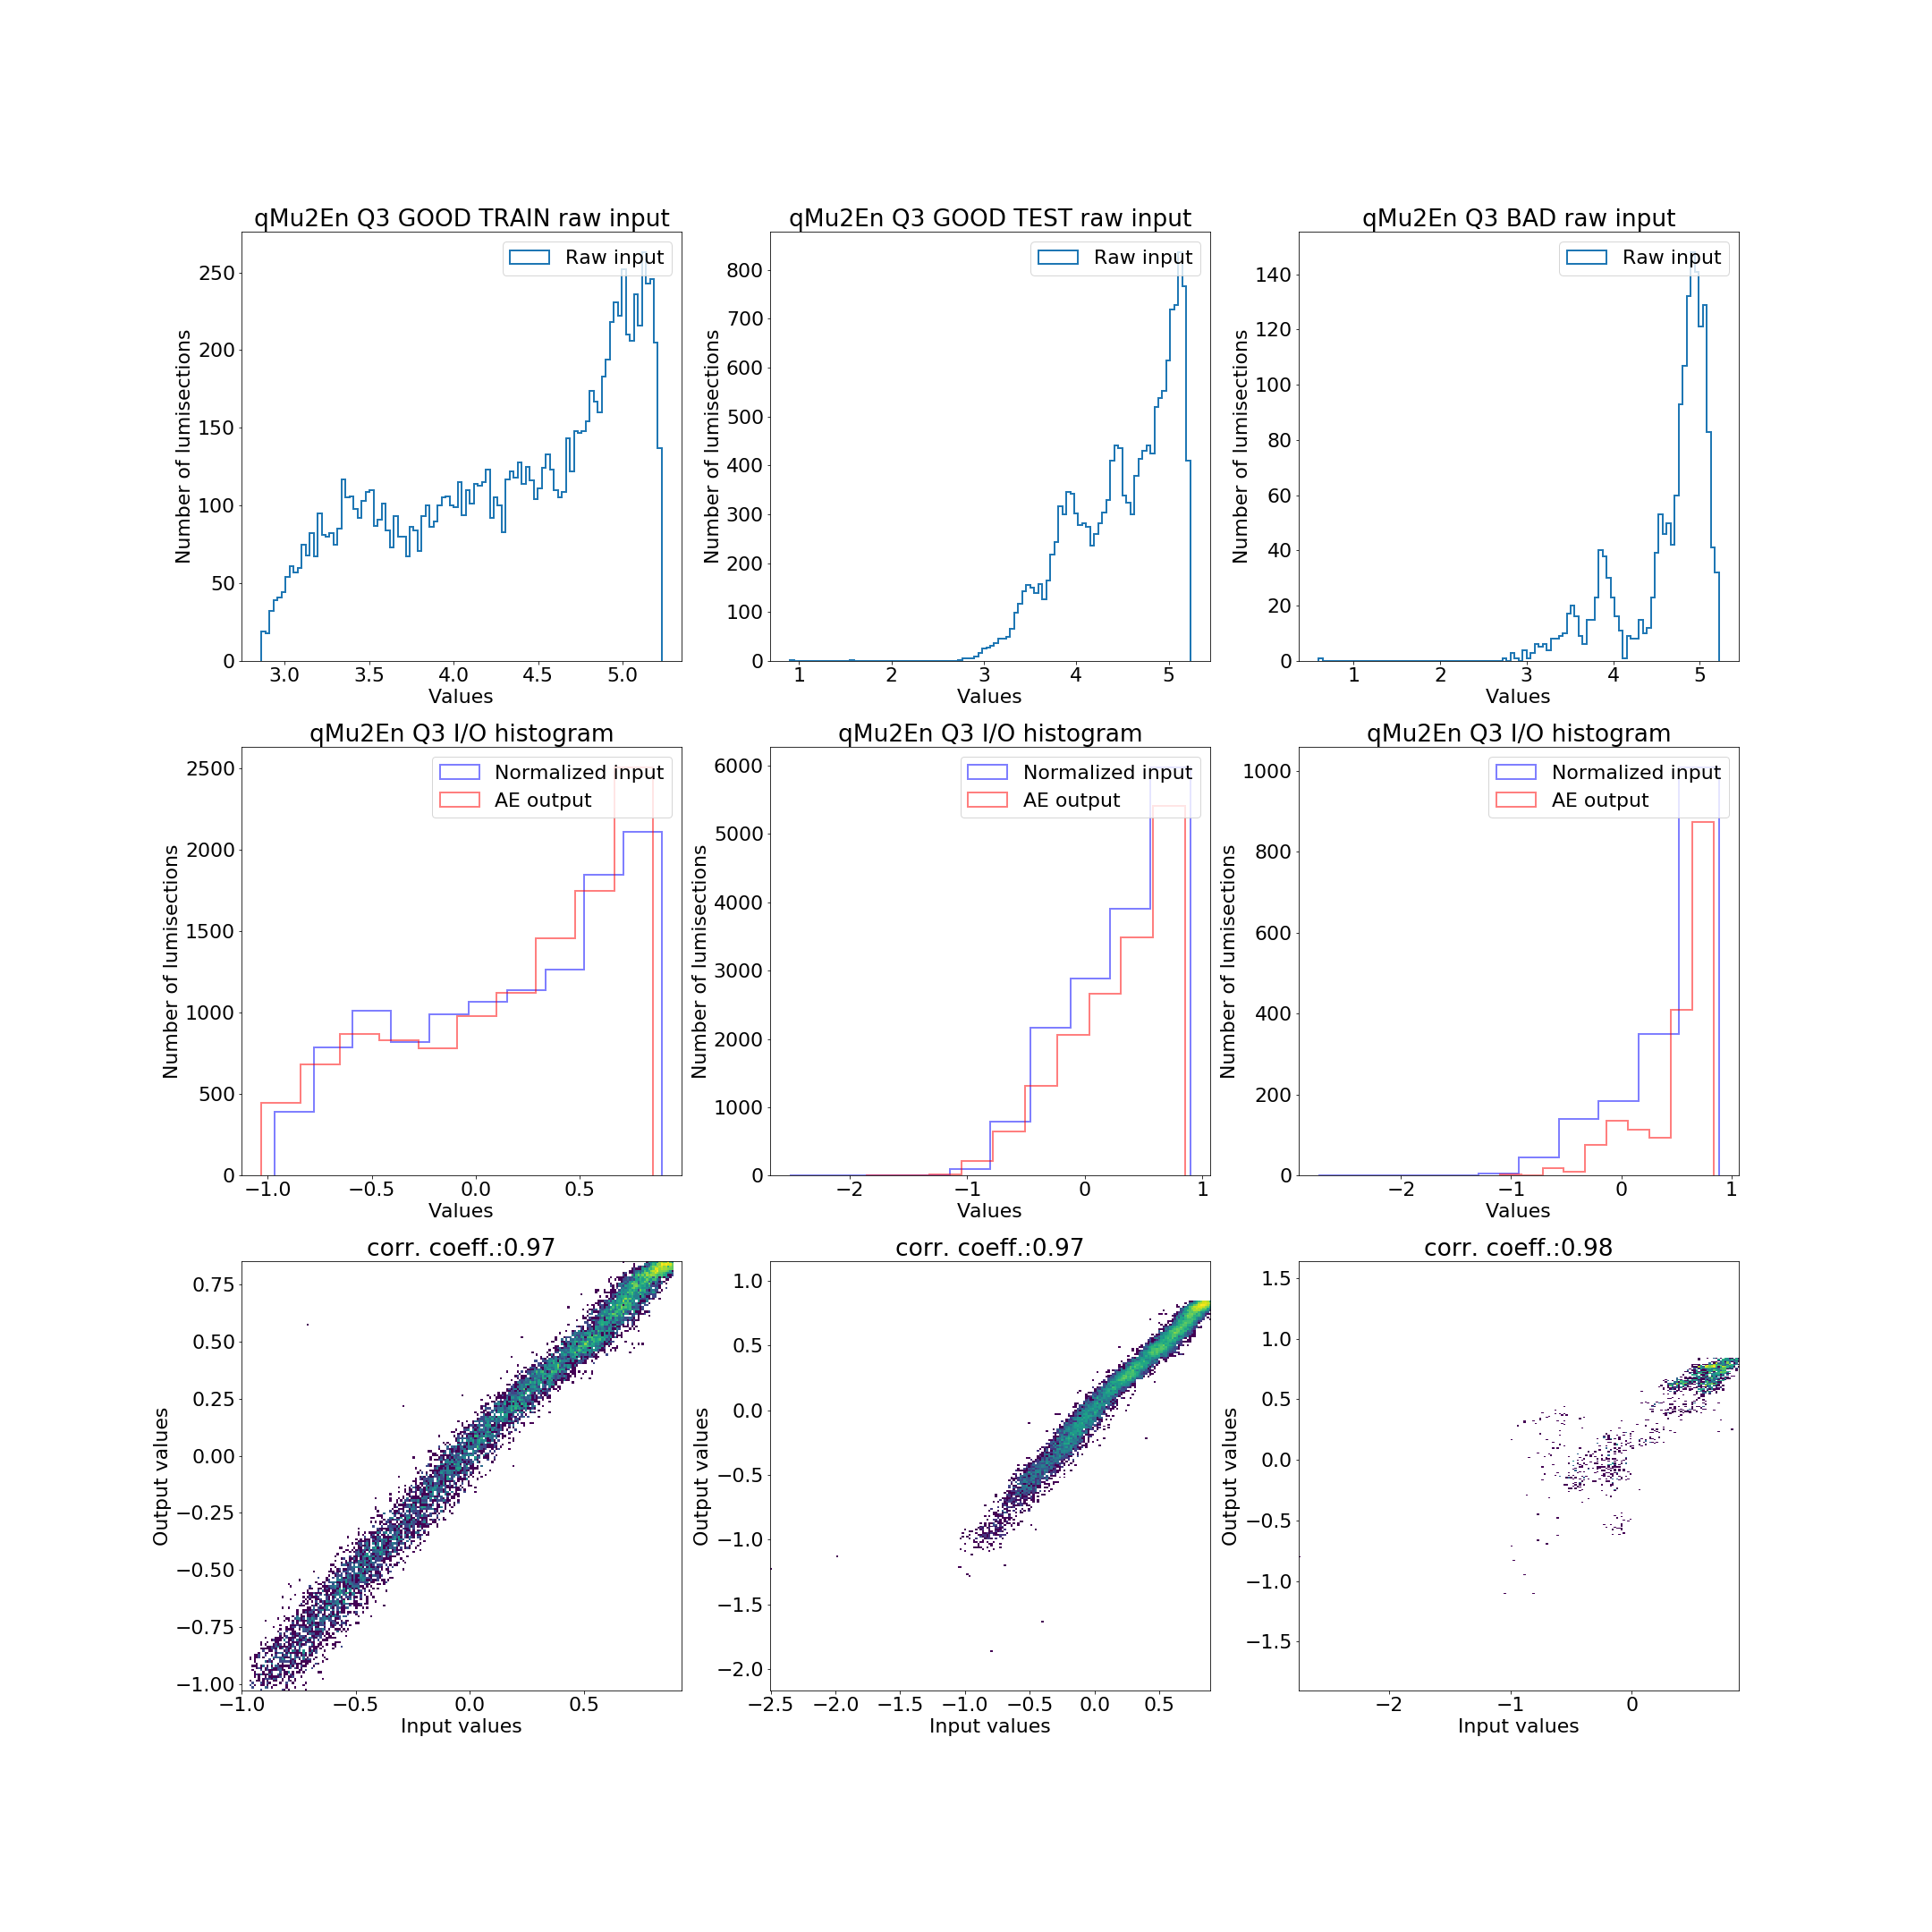 qMu2En Q3 GOOD TRAIN raw input
Raw input
250
200
150
100
50
0
Number of lumisections
3.0 3.5 4.0 4.5 5.0
Values
qMu2En Q3 GOOD TEST raw input
Raw input
800
700
600
500
400
300
200
100
0
Number of lumisections
1 2 3 4 5
Values
qMu2En Q3 BAD raw input
Raw input
140
120
100
80
60
40
20
0
Number of lumisections
1 2 3 4 5
Values
qMu2En Q3 I/O histogram
Normalized input
AE output
2500
2000
1500
1000
500
0
Number of lumisections
−1.0 −0.5 0.0 0.5
Values
qMu2En Q3 I/O histogram
Normalized input
AE output
6000
5000
4000
3000
2000
1000
0
Number of lumisections
−2 −1 0 1
Values
qMu2En Q3 I/O histogram
Normalized input
AE output
1000
800
600
400
200
0
Number of lumisections
−2 −1 0 1
Values
corr. coeff.:0.97
0.75
0.50
0.25
0.00
−0.25
−0.50
−0.75
−1.00
Output values
−1.0 −0.5 0.0 0.5
Input values
corr. coeff.:0.97
1.0
0.5
0.0
−0.5
−1.0
−1.5
−2.0
Output values
−2.5 −2.0 −1.5 −1.0 −0.5 0.0 0.5
Input values
corr. coeff.:0.98
1.5
1.0
0.5
0.0
−0.5
−1.0
−1.5
Output values
−2 −1 0
Input values